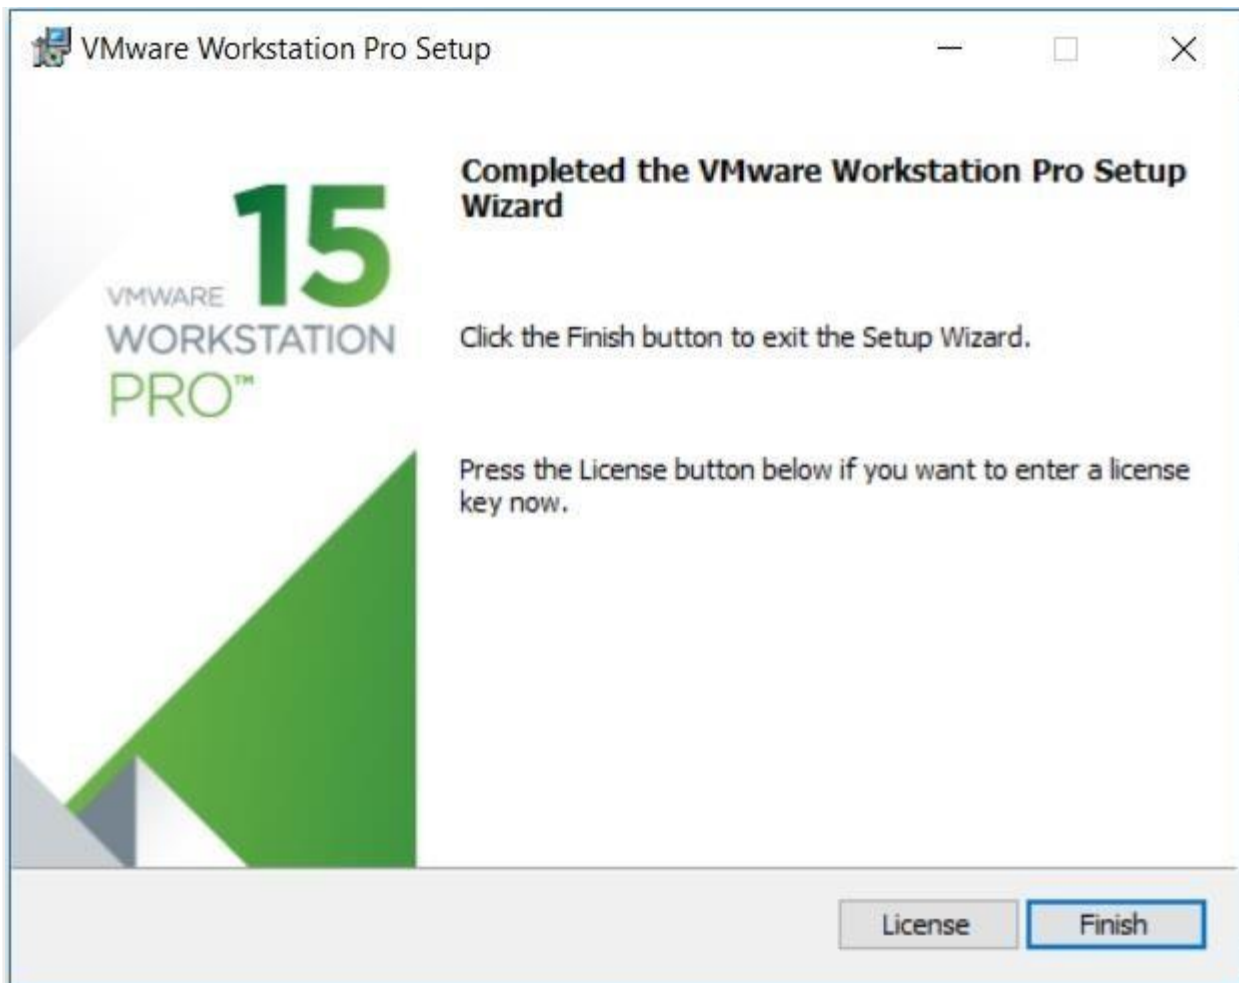 VMware Workstation Pro Setup
Completed the VMware Workstation Pro Setup
Wizard
15
VMWARE
WORKSTATION
PRO™
Click the Finish button to exit the Setup Wizard.
Press the License button below if you want to enter a license
key now.
License
Finish